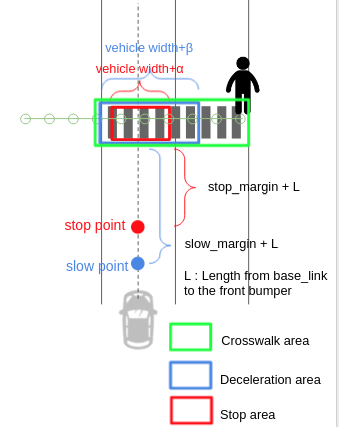 vehicle width+β
vehicle width+α
stop_margin + L
stop point
slow_margin + L
slow point
L : Length from base_link
to the front bumper
Crosswalk area
Deceleration area
Stop area